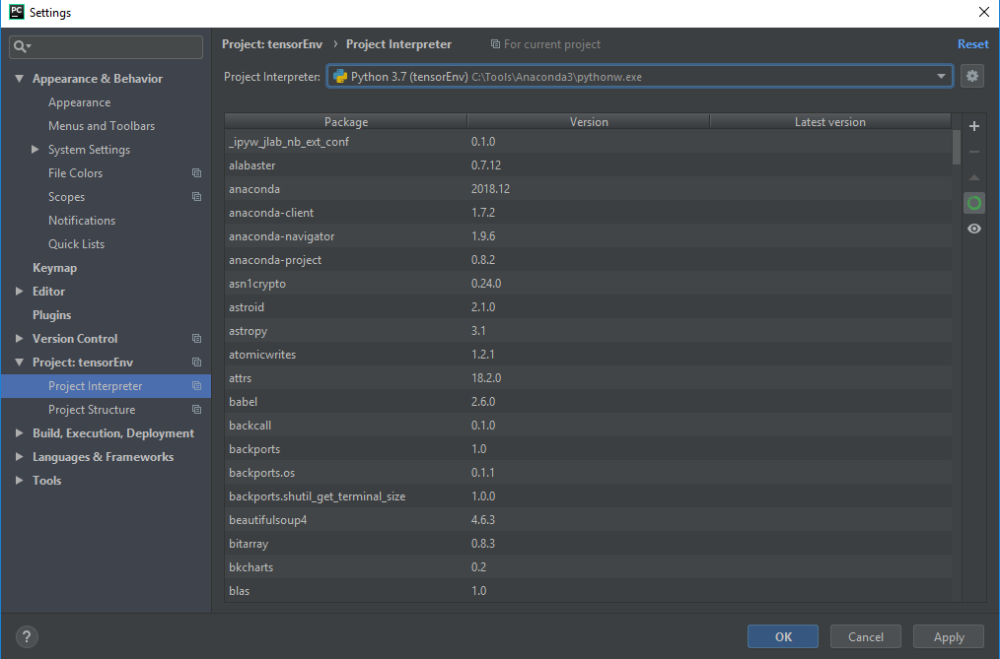 PC Settings
Project: tensorEnv › Project Interpreter For current project Reset
Project Interpreter: Python 3.7 (tensorEnv) C:\Tools\Anaconda3\pythonw.exe
Appearance & Behavior
Appearance
Menus and Toolbars
System Settings
File Colors
Scopes
Notifications
Quick Lists
Keymap
Editor
Plugins
Version Control
Project: tensorEnv
Project Interpreter
Project Structure
Build, Execution, Deployment
Languages & Frameworks
Tools
Package Version Latest version
_ipyw_jlab_nb_ext_conf 0.1.0
alabaster 0.7.12
anaconda 2018.12
anaconda-client 1.7.2
anaconda-navigator 1.9.6
anaconda-project 0.8.2
asn1crypto 0.24.0
astroid 2.1.0
astropy 3.1
atomicwrites 1.2.1
attrs 18.2.0
babel 2.6.0
backcall 0.1.0
backports 1.0
backports.os 0.1.1
backports.shutil_get_terminal_size 1.0.0
beautifulsoup4 4.6.3
bitarray 0.8.3
bkcharts 0.2
blas 1.0
? OK Cancel Apply